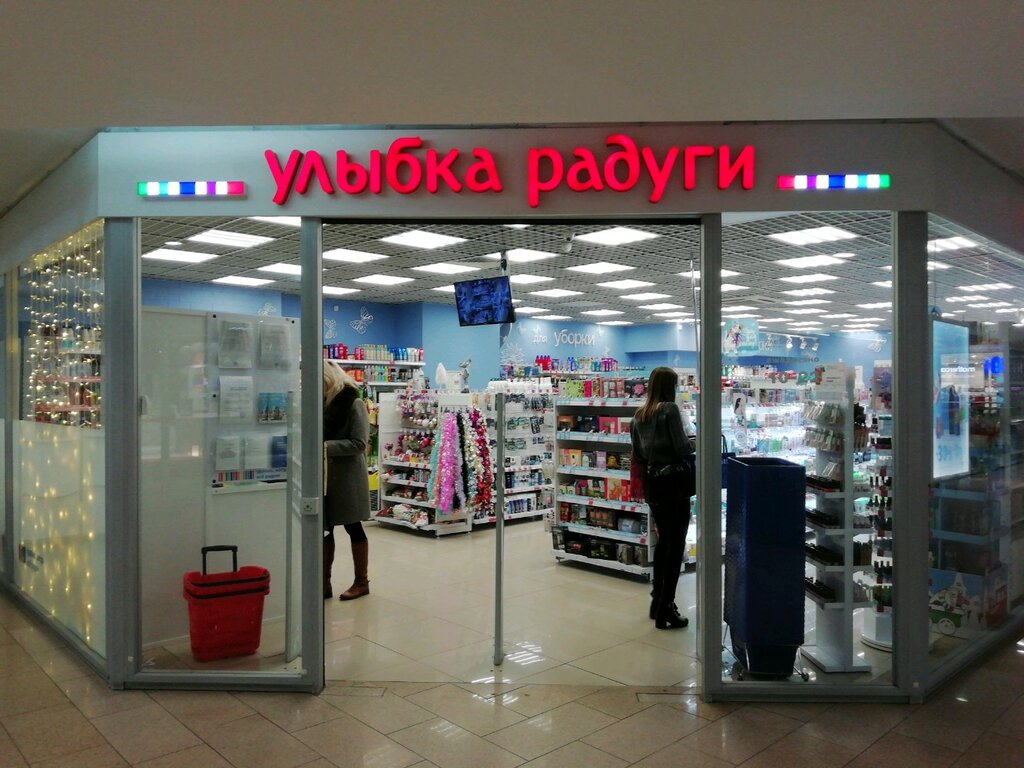 улыбка радуги
для уборки